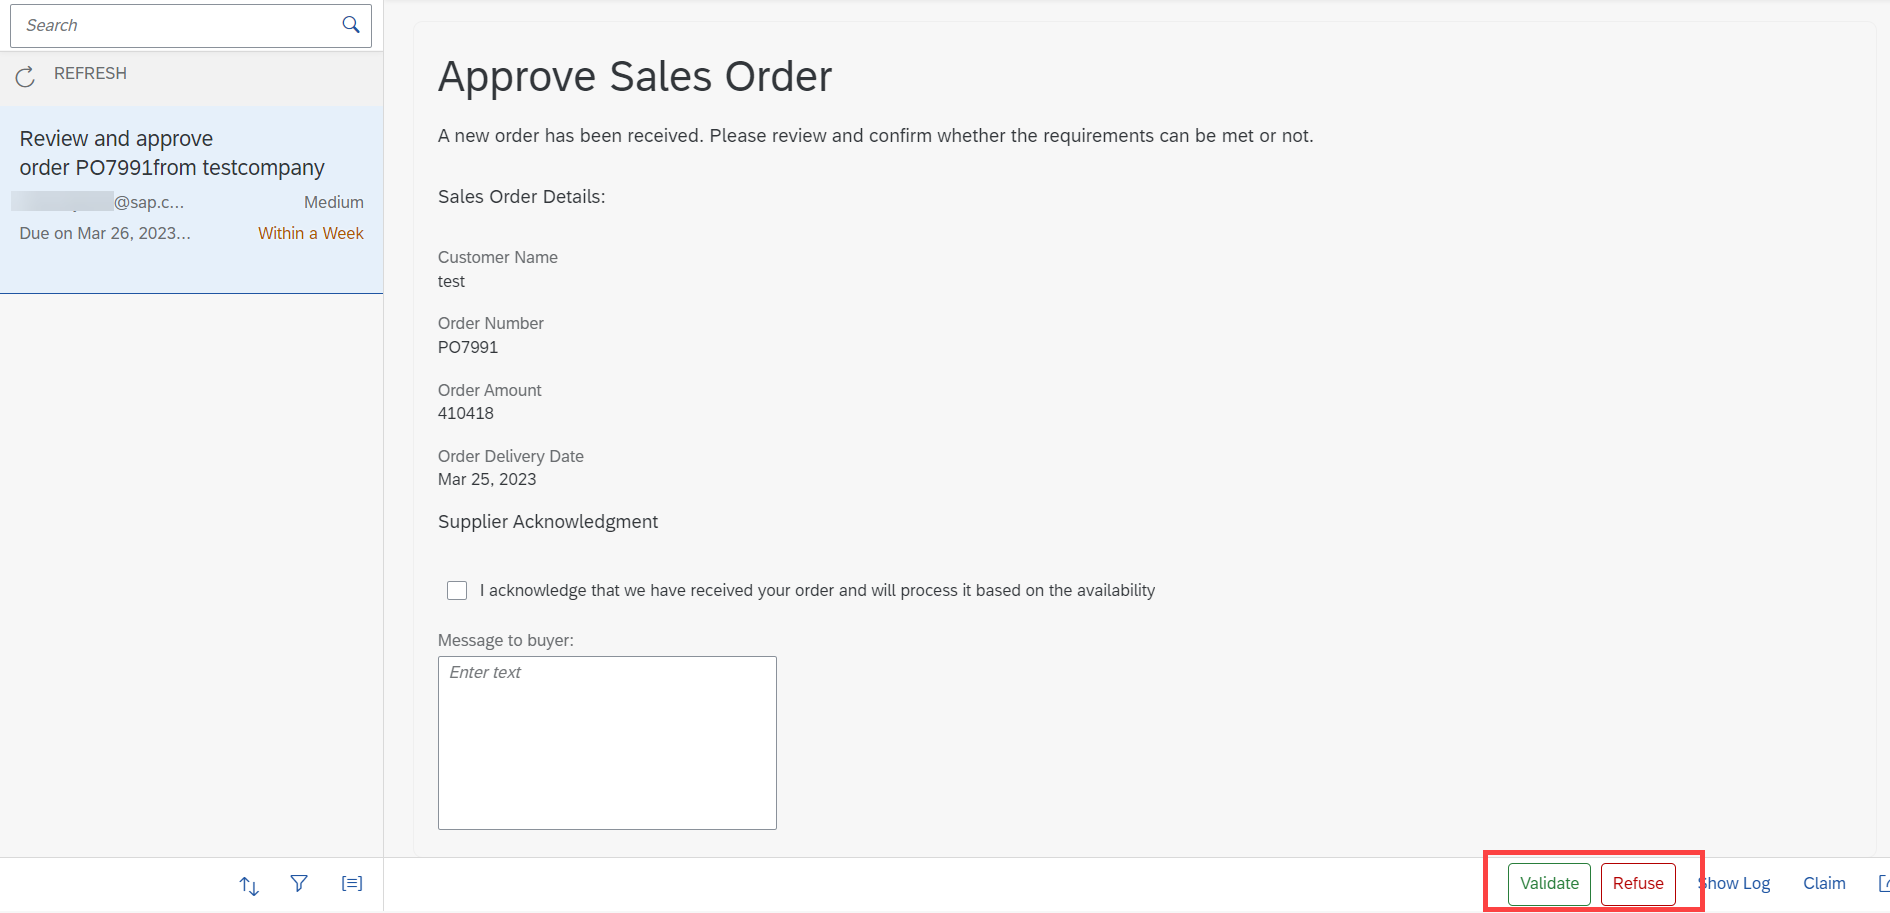 Search
REFRESH
Review and approve
order PO7991from testcompany
@sap.c...
Medium
Due on Mar 26, 2023...
Within a Week
Approve Sales Order
A new order has been received. Please review and confirm whether the requirements can be met or not.
Sales Order Details:
Customer Name
test
Order Number
PO7991
Order Amount
410418
Order Delivery Date
Mar 25, 2023
Supplier Acknowledgment
I acknowledge that we have received your order and will process it based on the availability
Message to buyer:
Enter text
Validate
Refuse
Show Log
Claim